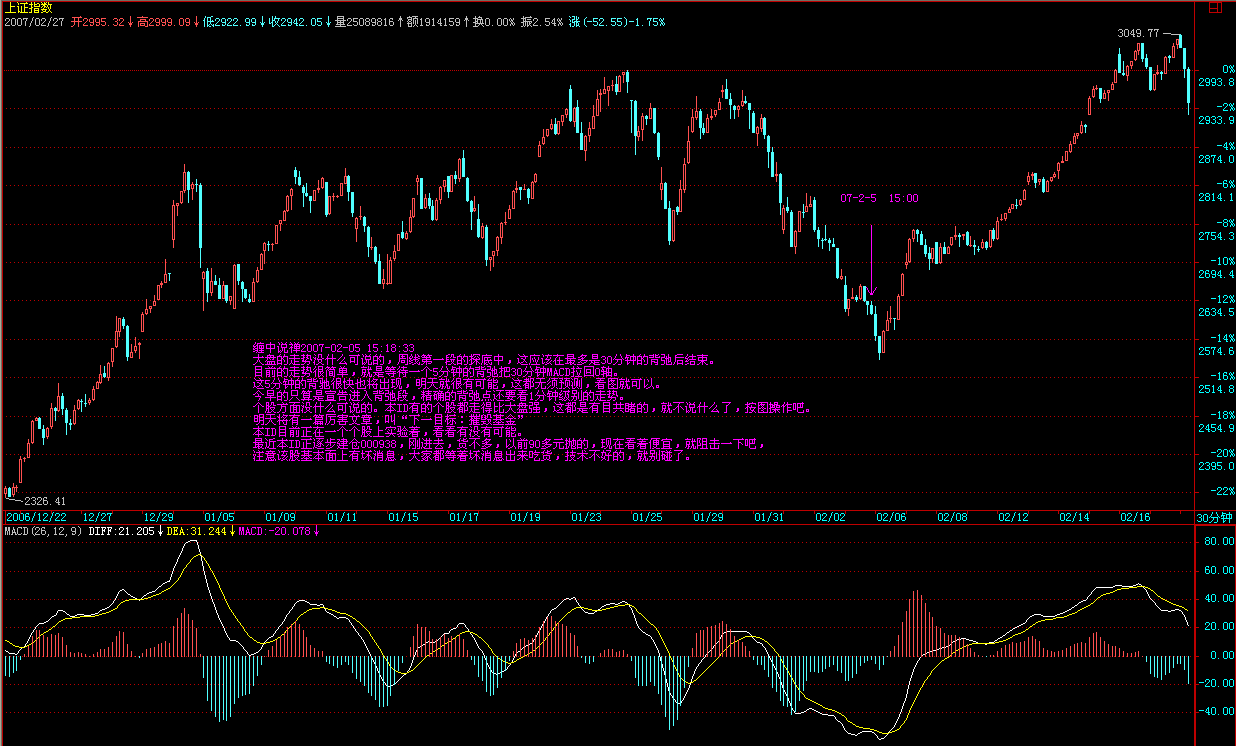 上证指数
2007/02/27 开2995.32↓高2999.09↓低2922.99↓收2942.05↓量25089816↑额1914159↑换0.00% 振2.54% 涨(-52.55)-1.75%
3049.77
0%
2993.8
-2%
2933.9
-4%
2874.0
-6%
2814.1
07-2-5 15:00
-8%
2754.3
-10%
2694.4
-12%
2634.5
-14%
2574.6
缠中说禅2007-02-05 15:18:33
大盘的走势没什么可说的，周线第一段的探底中，这应该在最多是30分钟的背弛后结束。
目前的走势很简单，就是等待一个5分钟的背弛把30分钟MACD拉回0轴。
这5分钟的背弛很快也将出现，明天就很有可能，这都无须预测，看图就可以。
今早的只算是宣告进入背弛段，精确的背弛点还要看1分钟级别的走势。
个股方面没什么可说的。本ID有的个股都走得比大盘强，这都是有目共睹的，就不说什么了，按图操作吧。
明天将有一篇厉害文章，叫“下一目标：摧毁基金”
本ID目前正在一个个股上实验着，看看有没有可能。
最近本ID正逐步建仓000938，刚进去，货不多，以前90多元抛的，现在看着便宜，就阻击一下吧，
注意该股基本面上有坏消息，大家都等着坏消息出来吃货，技术不好的，就别碰了。
-16%
2514.8
-18%
2454.9
-20%
2395.0
-22%
2326.41
2006/12/22 12/27 12/29 01/05 01/09 01/11 01/15 01/17 01/19 01/23 01/25 01/29 01/31 02/02 02/06 02/08 02/12 02/14 02/16 30分钟
MACD(26,12,9) DIFF:21.205↓DEA:31.244↓MACD:-20.078↓
80.00
60.00
40.00
20.00
0.00
-20.00
-40.00